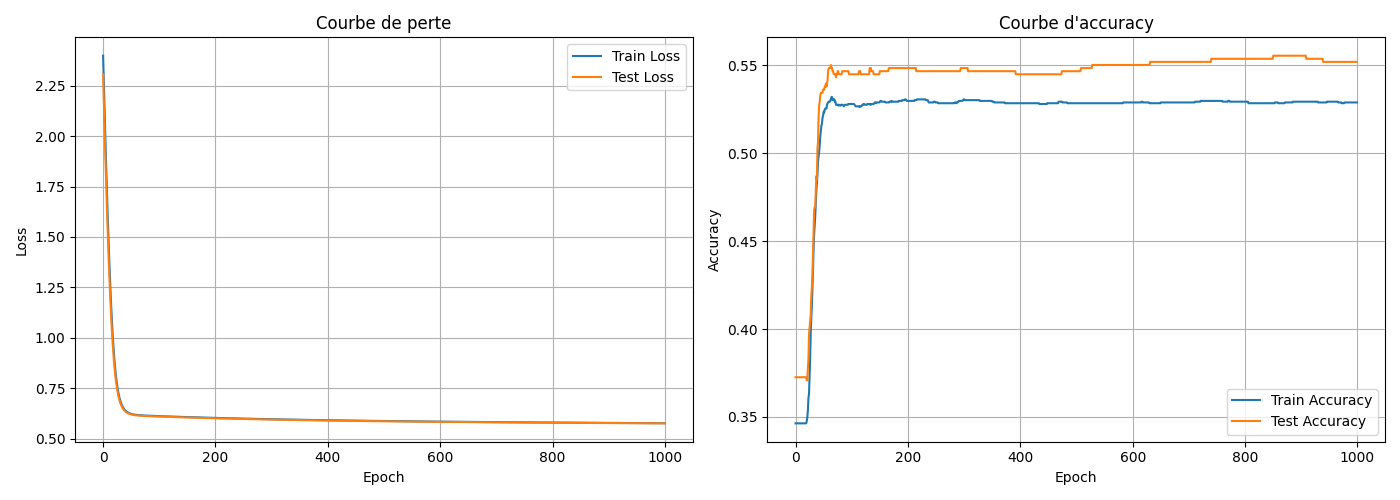 Courbe de perte
Train Loss
Test Loss
2.25
2.00
1.75
1.50
1.25
1.00
0.75
0.50
Loss
0 200 400 600 800 1000
Epoch
Courbe d'accuracy
0.55
0.50
0.45
0.40
0.35
Accuracy
Train Accuracy
Test Accuracy
0 200 400 600 800 1000
Epoch